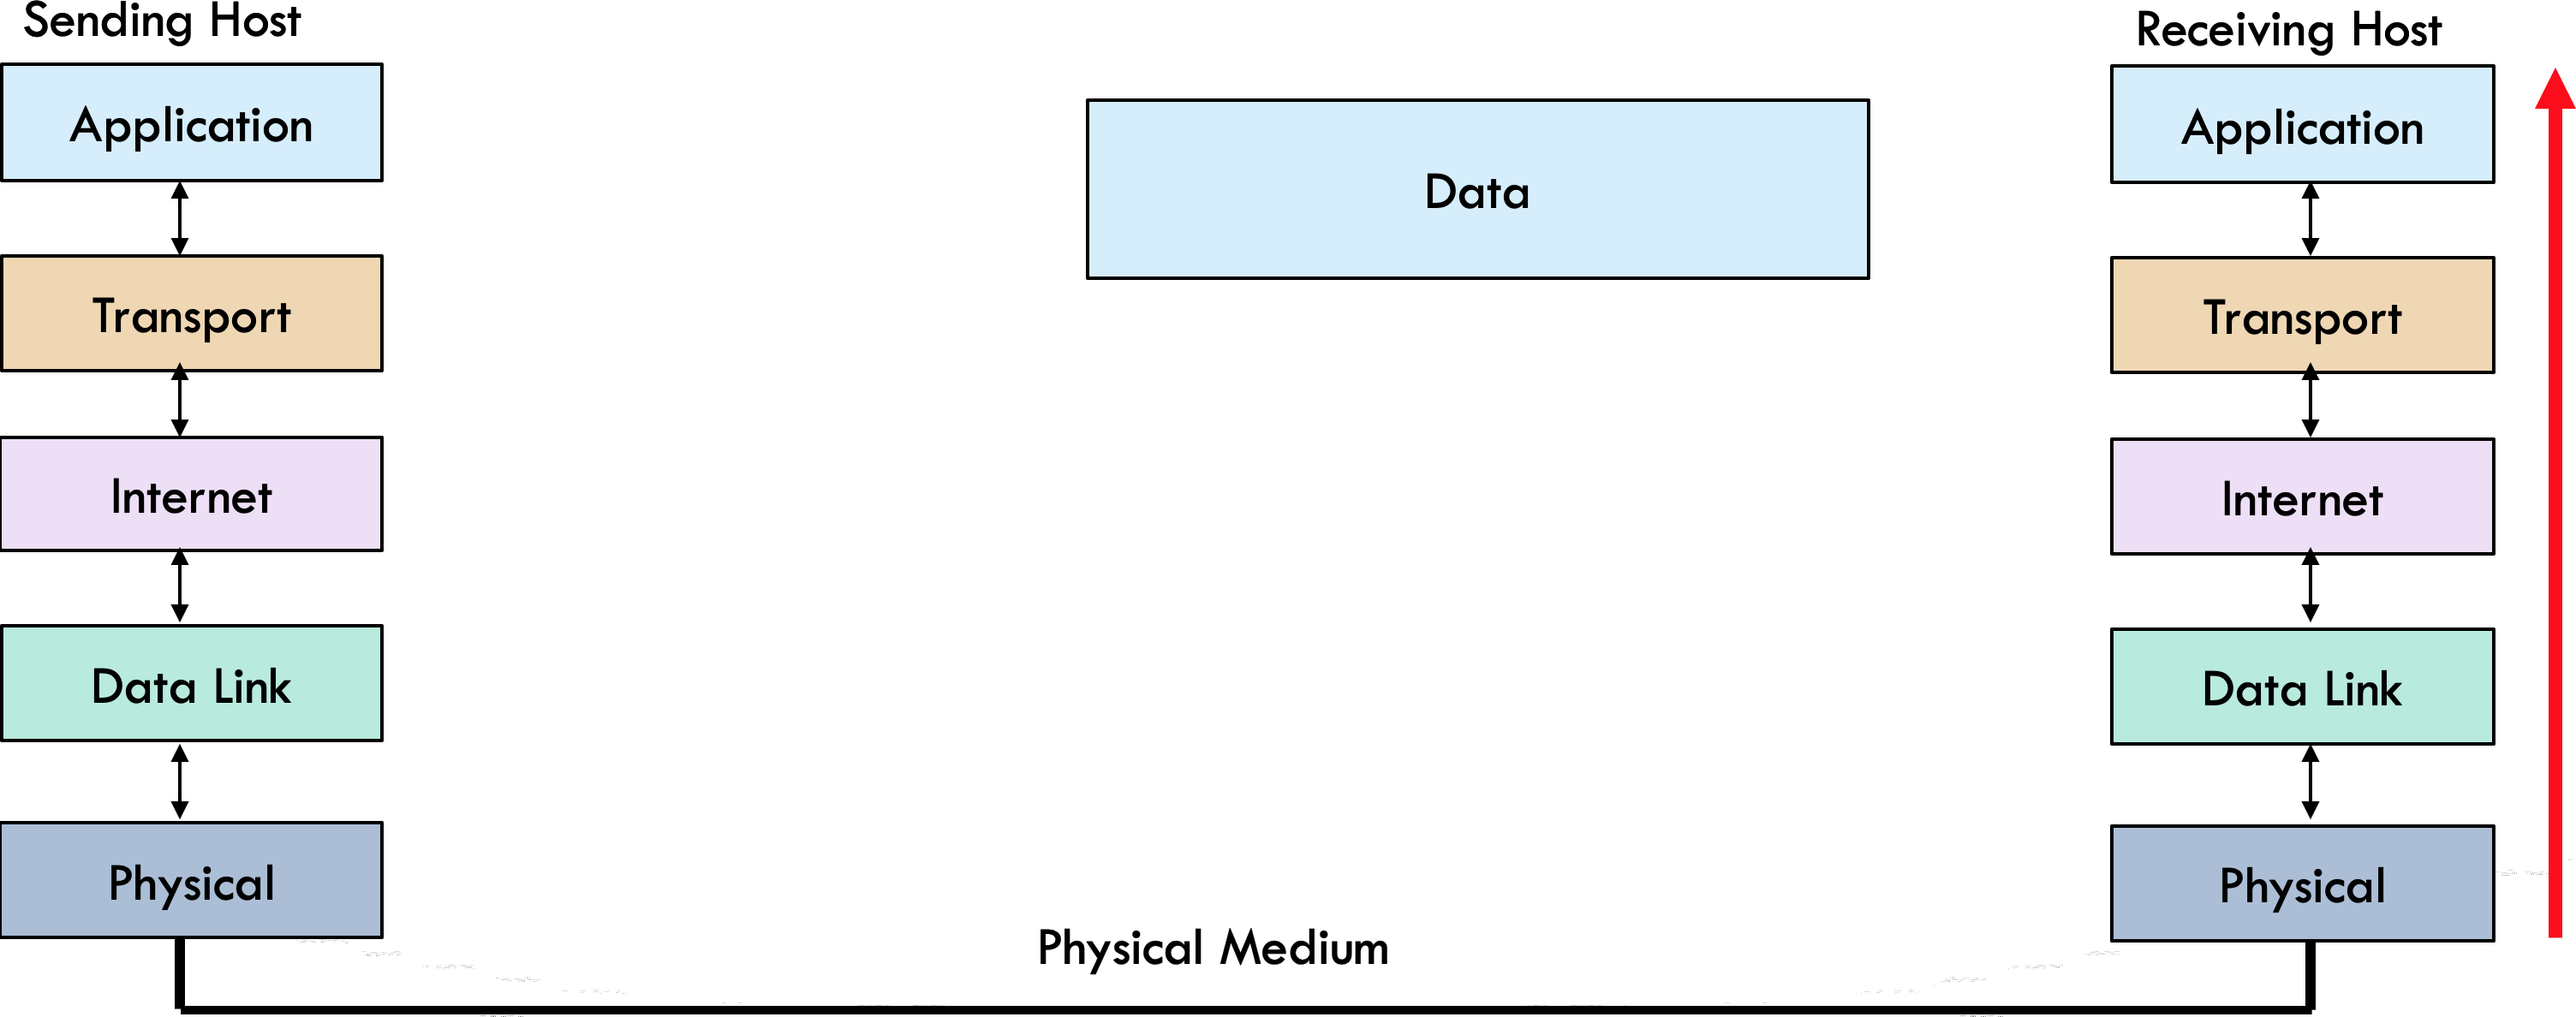 Sending Host
Receiving Host
Application
Data
Application
Transport
Transport
Internet
Internet
Data Link
Data Link
Physical
Physical
Physical Medium